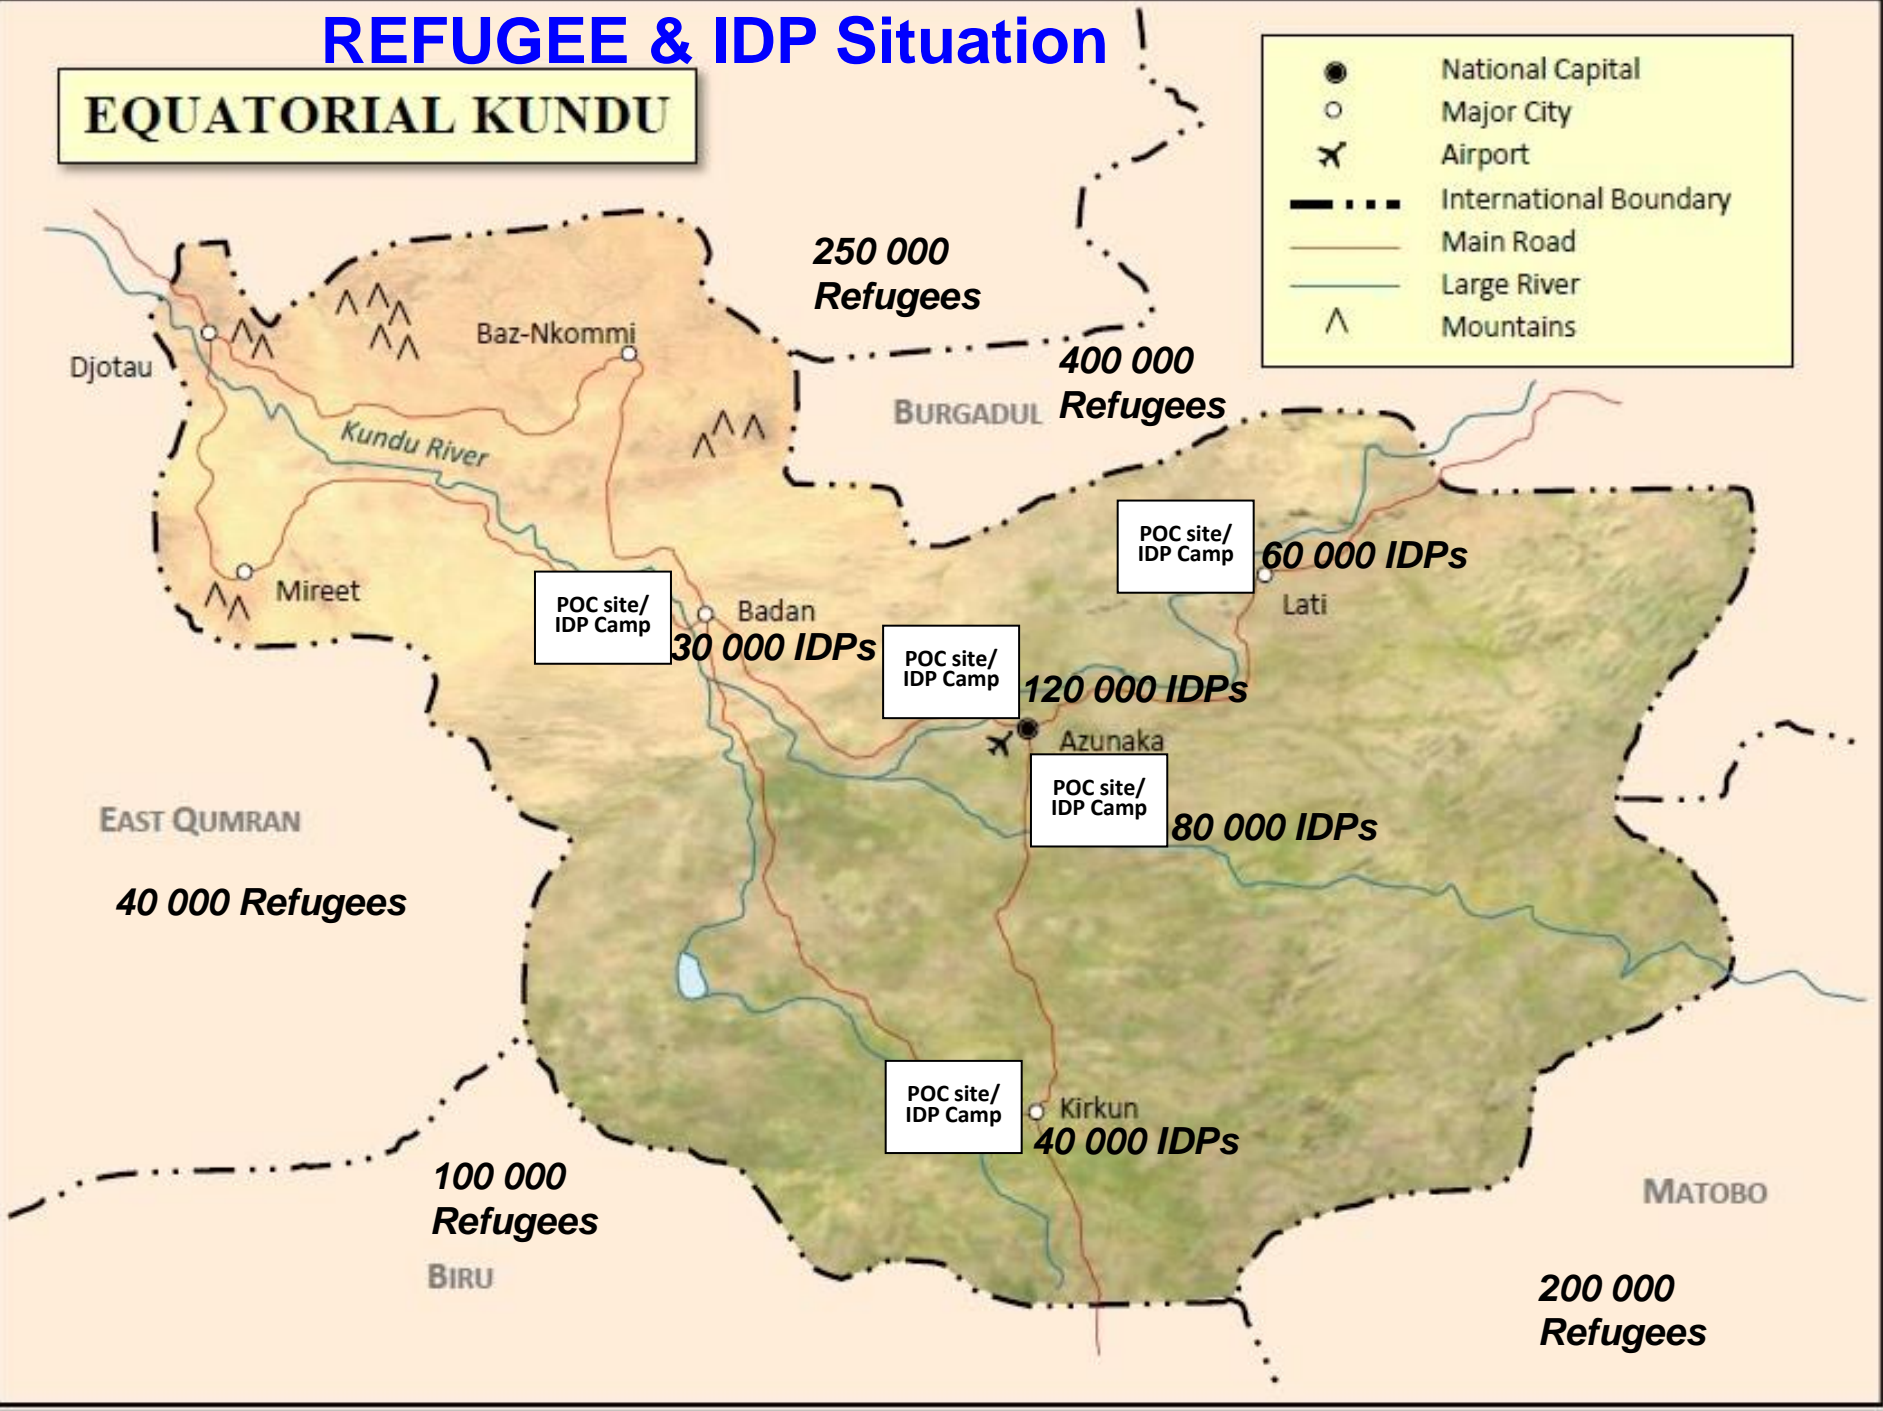 REFUGEE & IDP Situation
EQUATORIAL KUNDU
National Capital
Major City
Airport
International Boundary
Main Road
Large River
Mountains
250 000
Refugees
400 000
Refugees
BURGADUL
Baz-Nkommi
Djotau
Kundu River
POC site/
IDP Camp
60 000 IDPs
Lati
Mireet
POC site/
IDP Camp
Badan
30 000 IDPs
POC site/
IDP Camp
120 000 IDPs
Azunaka
POC site/
IDP Camp
80 000 IDPs
EAST QUMRAN
40 000 Refugees
POC site/
IDP Camp
Kirkun
40 000 IDPs
100 000
Refugees
BIRU
MATOBO
200 000
Refugees